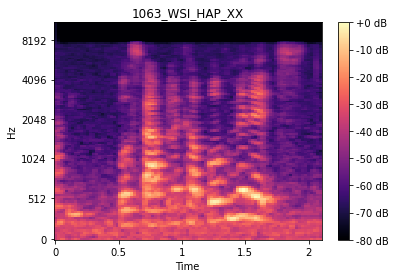 1063_WSI_HAP_XX
8192
4096
2048
1024
512
0
Hz
0
0.5
1
1.5
2
Time
+0 dB
-10 dB
-20 dB
-30 dB
-40 dB
-50 dB
-60 dB
-70 dB
-80 dB